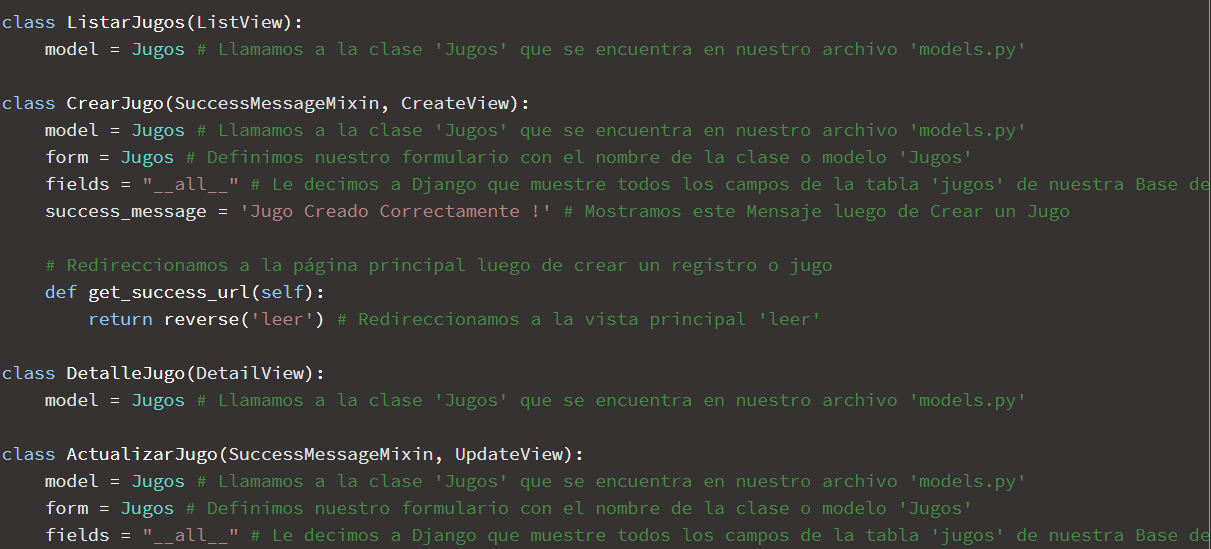 class ListarJugos(ListView):
    model = Jugos # Llamamos a la clase 'Jugos' que se encuentra en nuestro archivo 'models.py'
class CrearJugo(SuccessMessageMixin, CreateView):
    model = Jugos # Llamamos a la clase 'Jugos' que se encuentra en nuestro archivo 'models.py'
    form = Jugos # Definimos nuestro formulario con el nombre de la clase o modelo 'Jugos'
    fields = "__all__" # Le decimos a Django que muestre todos los campos de la tabla 'jugos' de nuestra Base de
    success_message = 'Jugo Creado Correctamente !' # Mostramos este Mensaje luego de Crear un Jugo
    # Redireccionamos a la página principal luego de crear un registro o jugo
    def get_success_url(self):
        return reverse('leer') # Redireccionamos a la vista principal 'leer'
class DetalleJugo(DetailView):
    model = Jugos # Llamamos a la clase 'Jugos' que se encuentra en nuestro archivo 'models.py'
class ActualizarJugo(SuccessMessageMixin, UpdateView):
    model = Jugos # Llamamos a la clase 'Jugos' que se encuentra en nuestro archivo 'models.py'
    form = Jugos # Definimos nuestro formulario con el nombre de la clase o modelo 'Jugos'
    fields = "__all__" # Le decimos a Django que muestre todos los campos de la tabla 'jugos' de nuestra Base de